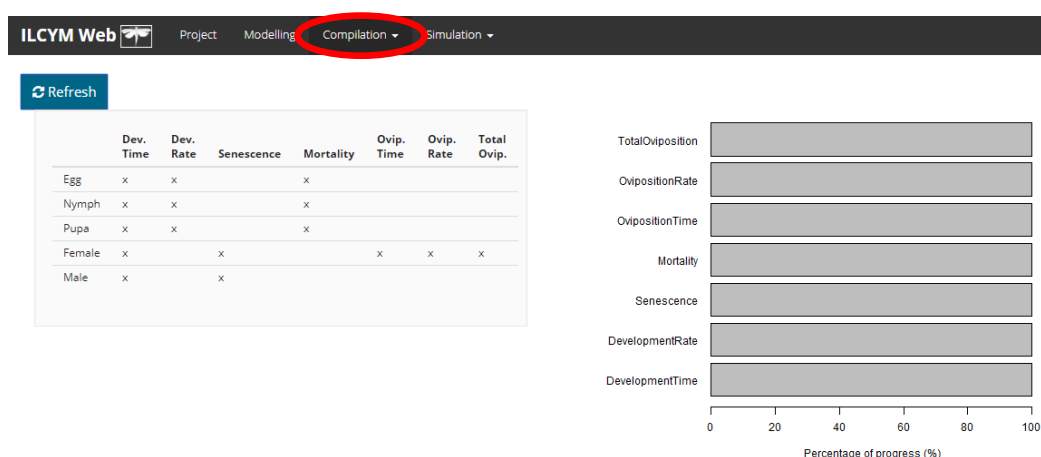 ILCYM Web Project Modelling Compilation Simulation
Refresh
Dev. Time Dev. Rate Senescence Mortality Ovip. Time Ovip. Rate Total Ovip.
Egg x x x
Nymph x x x
Pupa x x x
Female x x x x x
Male x x
TotalOviposition
OvipositionRate
OvipositionTime
Mortality
Senescence
DevelopmentRate
DevelopmentTime
0 20 40 60 80 100
Percentage of progress (%)